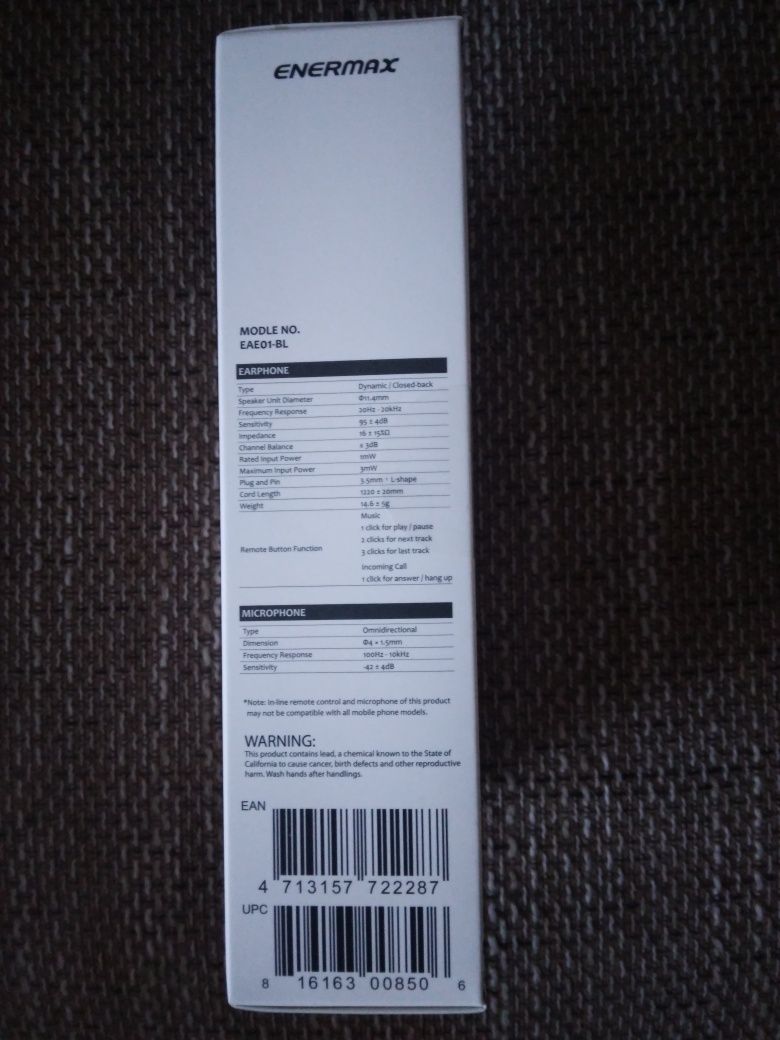 ENERMAX
MODLE NO.
EAE01-BL
EARPHONE
Type Dynamic / Closed-back
Speaker Unit Diameter Φ11.4mm
Frequency Response 20Hz - 20kHz
Sensitivity 95 ± 4dB
Impedance 16 ± 15%Ω
Channel Balance ± 3dB
Rated Input Power 1mW
Maximum Input Power 3mW
Plug and Pin 3.5mm, L-shape
Cord Length 1220 ± 20mm
Weight 14.6 ± 5g
Remote Button Function Music
1 click for play / pause
2 clicks for next track
3 clicks for last track
Incoming Call
1 click for answer / hang up
MICROPHONE
Type Omnidirectional
Dimension Φ4 × 1.5mm
Frequency Response 100Hz - 10kHz
Sensitivity -42 ± 4dB
*Note: In-line remote control and microphone of this product
may not be compatible with all mobile phone models.
WARNING:
This product contains lead, a chemical known to the State of
California to cause cancer, birth defects and other reproductive
harm. Wash hands after handlings.
EAN
4 713157 722287
UPC
8 16163 00850 6